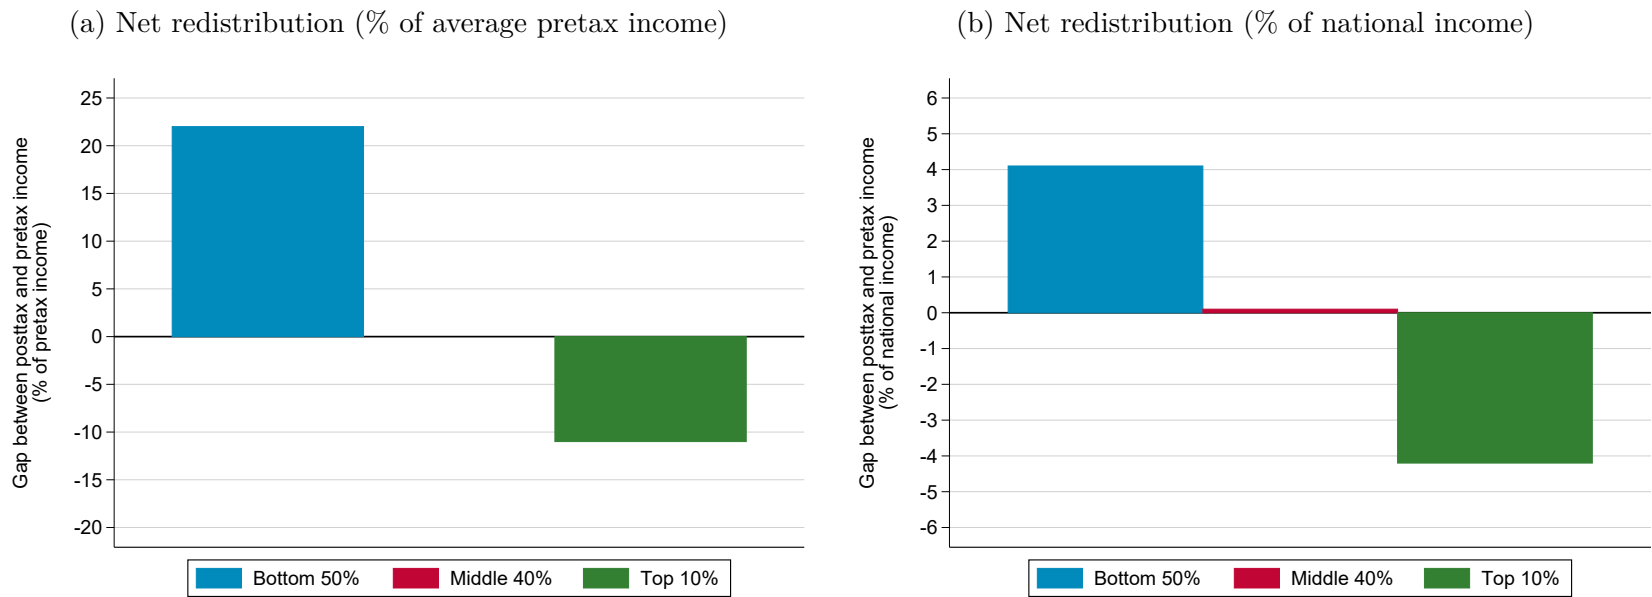 (a) Net redistribution (% of average pretax income)
Gap between posttax and pretax income
(% of pretax income)
25
20
15
10
5
0
-5
-10
-15
-20
Bottom 50% Middle 40% Top 10%
(b) Net redistribution (% of national income)
Gap between posttax and pretax income
(% of national income)
6
5
4
3
2
1
0
-1
-2
-3
-4
-5
-6
Bottom 50% Middle 40% Top 10%